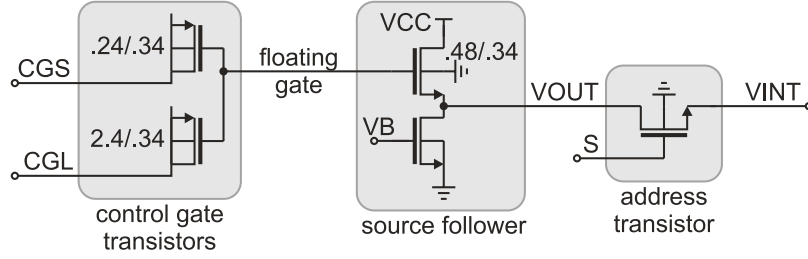 VCC
.24/.34
floating
gate
.48/.34
CGS
VOUT
VINT
2.4/.34
VB
S
CGL
control gate
transistors
source follower
address
transistor